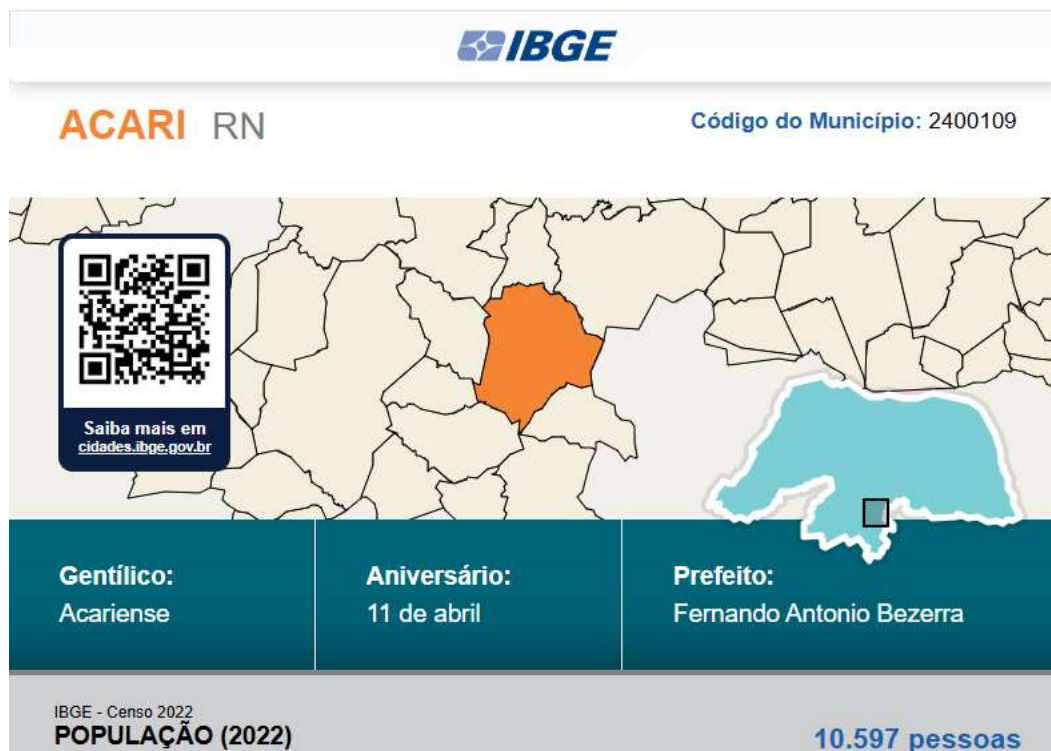 IBGE
ACARI RN
Código do Município: 2400109
Saiba mais em
cidades.ibge.gov.br
Gentílico:
Acariense
Aniversário:
11 de abril
Prefeito:
Fernando Antonio Bezerra
IBGE - Censo 2022
POPULAÇÃO (2022)
10.597 pessoas